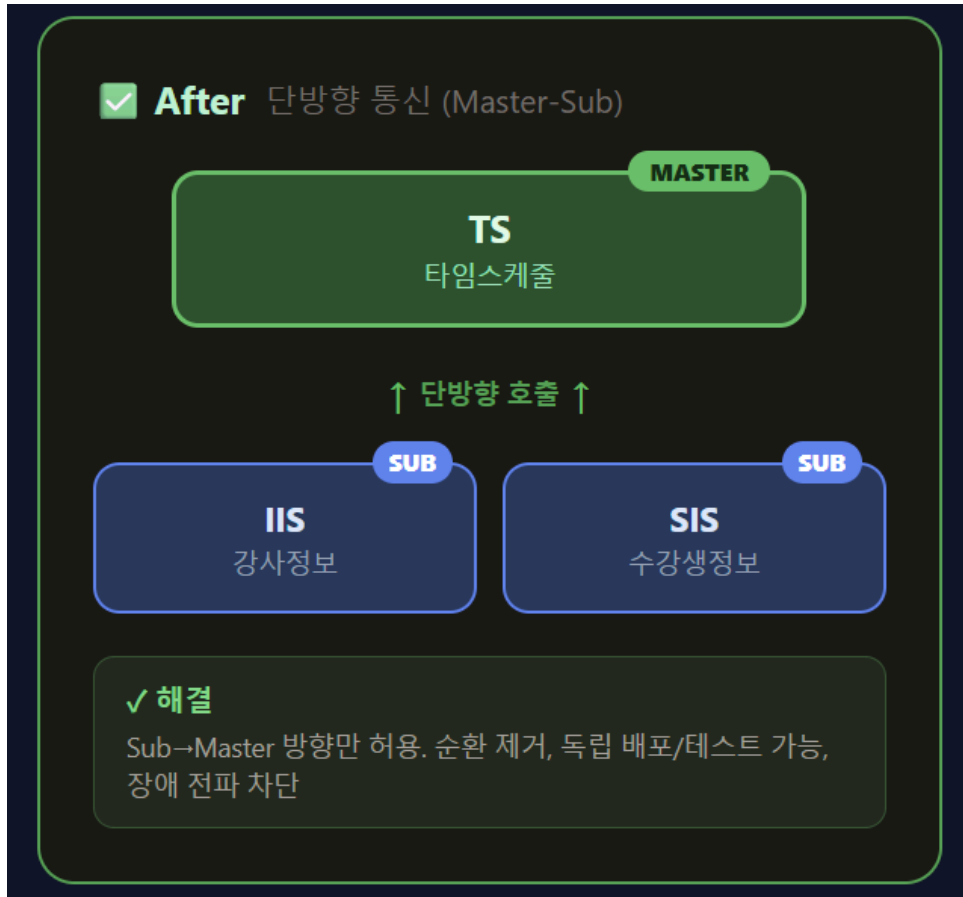 ✅ After 단방향 통신 (Master-Sub)
MASTER
TS
타임스케줄
↑ 단방향 호출 ↑
SUB
IIS
강사정보
SUB
SIS
수강생정보
✓ 해결
Sub→Master 방향만 허용. 순환 제거, 독립 배포/테스트 가능,
장애 전파 차단